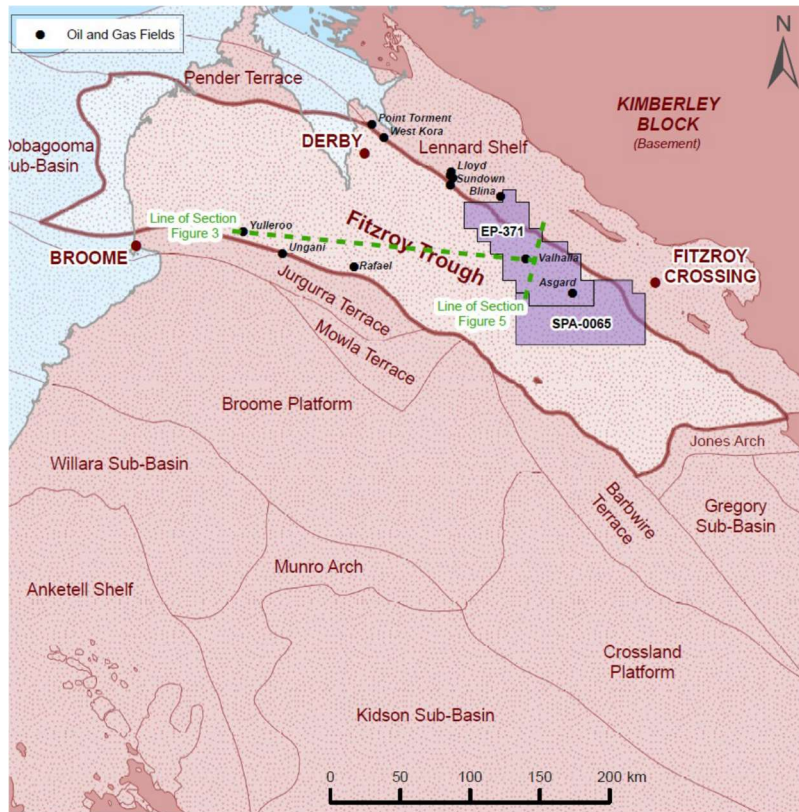 Oil and Gas Fields
N
Pender Terrace
KIMBERLEY
BLOCK
(Basement)
Point Torment
West Kora
DERBY
Lennard Shelf
Oobagooma
Sub-Basin
Lloyd
Sundown
Blina
Line of Section
Figure 3
Yulleroo
Fitzroy Trough
EP-371
BROOME
Ungani
Rafael
Valhalla
FITZROY
CROSSING
Asgard
Jurgurra Terrace
Line of Section
Figure 5
SPA-0065
Mowla Terrace
Broome Platform
Jones Arch
Willara Sub-Basin
Barbwire
Terrace
Gregory
Sub-Basin
Munro Arch
Anketell Shelf
Crossland
Platform
Kidson Sub-Basin
0 50 100 150 200 km